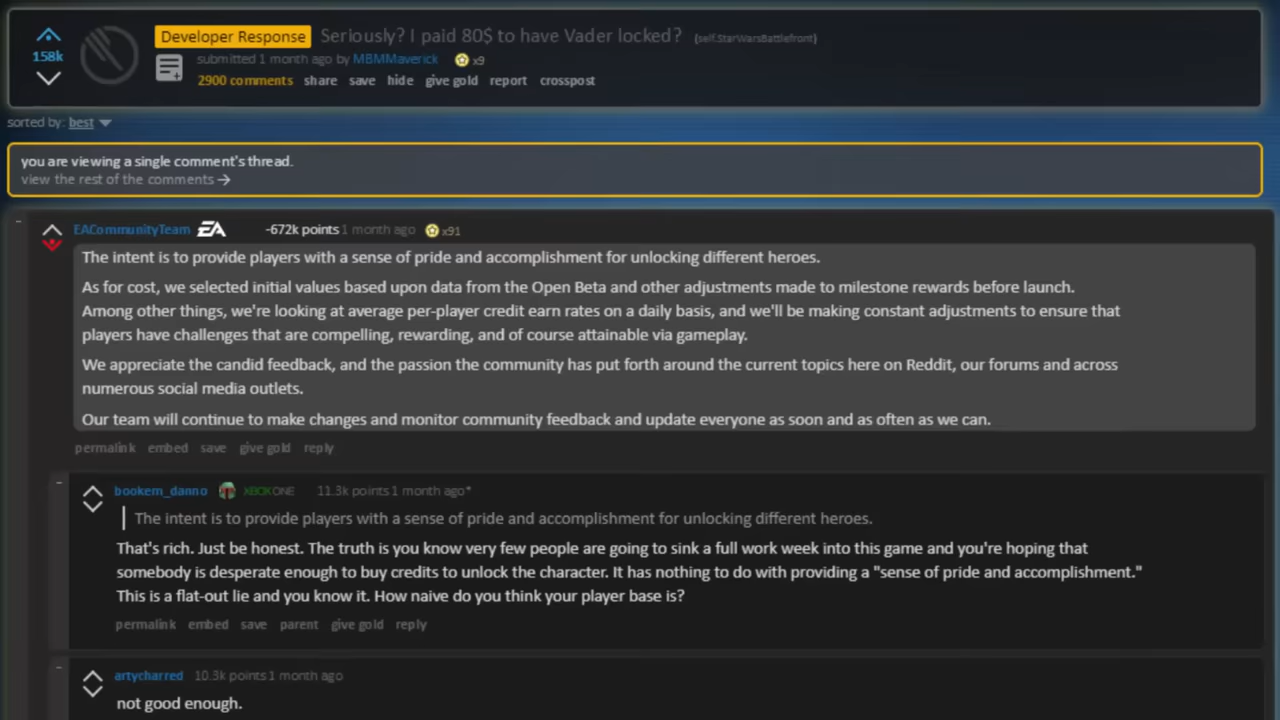 Developer Response Seriously? I paid 80$ to have Vader locked? (self.StarWarsBattlefront)
158k
submitted 1 month ago by MBMMaverick x9
2900 comments share save hide give gold report crosspost
sorted by: best
you are viewing a single comment's thread.
view the rest of the comments →
EACommunityTeam EA -672k points 1 month ago x91
The intent is to provide players with a sense of pride and accomplishment for unlocking different heroes.
As for cost, we selected initial values based upon data from the Open Beta and other adjustments made to milestone rewards before launch.
Among other things, we're looking at average per-player credit earn rates on a daily basis, and we'll be making constant adjustments to ensure that
players have challenges that are compelling, rewarding, and of course attainable via gameplay.
We appreciate the candid feedback, and the passion the community has put forth around the current topics here on Reddit, our forums and across
numerous social media outlets.
Our team will continue to make changes and monitor community feedback and update everyone as soon and as often as we can.
permalink embed save give gold reply
bookem_danno XBOXONE 11.3k points 1 month ago*
The intent is to provide players with a sense of pride and accomplishment for unlocking different heroes.
That's rich. Just be honest. The truth is you know very few people are going to sink a full work week into this game and you're hoping that
somebody is desperate enough to buy credits to unlock the character. It has nothing to do with providing a "sense of pride and accomplishment."
This is a flat-out lie and you know it. How naive do you think your player base is?
permalink embed save parent give gold reply
artycharred 10.3k points 1 month ago
not good enough.